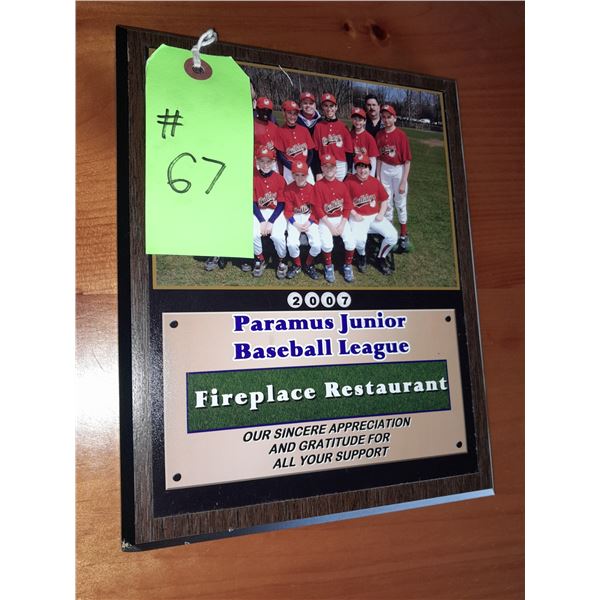 #
67
2007
Paramus Junior
Baseball League
Fireplace Restaurant
OUR SINCERE APPRECIATION
AND GRATITUDE FOR
ALL YOUR SUPPORT